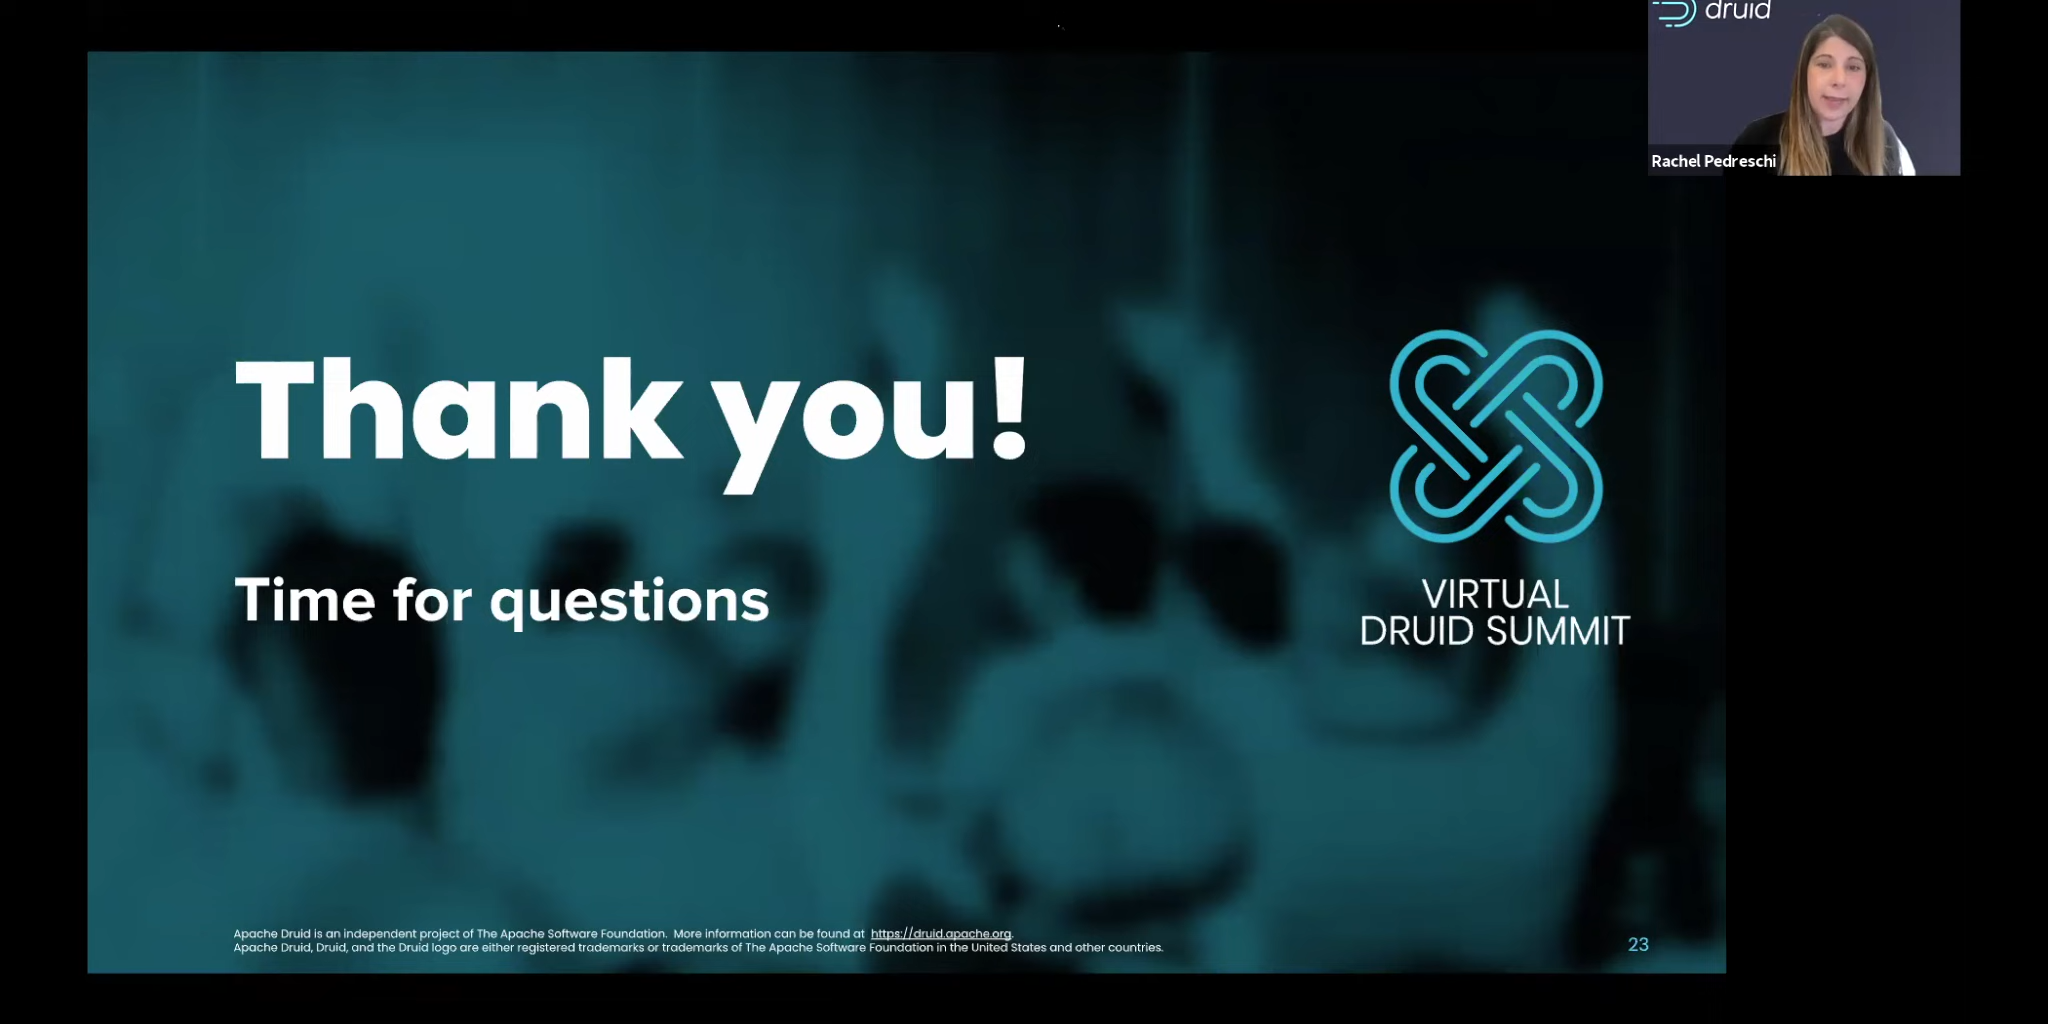 druid
Rachel Pedreschi
Thank you!
Time for questions
VIRTUAL
DRUID SUMMIT
Apache Druid is an independent project of The Apache Software Foundation. More information can be found at https://druid.apache.org.
Apache Druid, Druid, and the Druid logo are either registered trademarks or trademarks of The Apache Software Foundation in the United States and other countries.
23